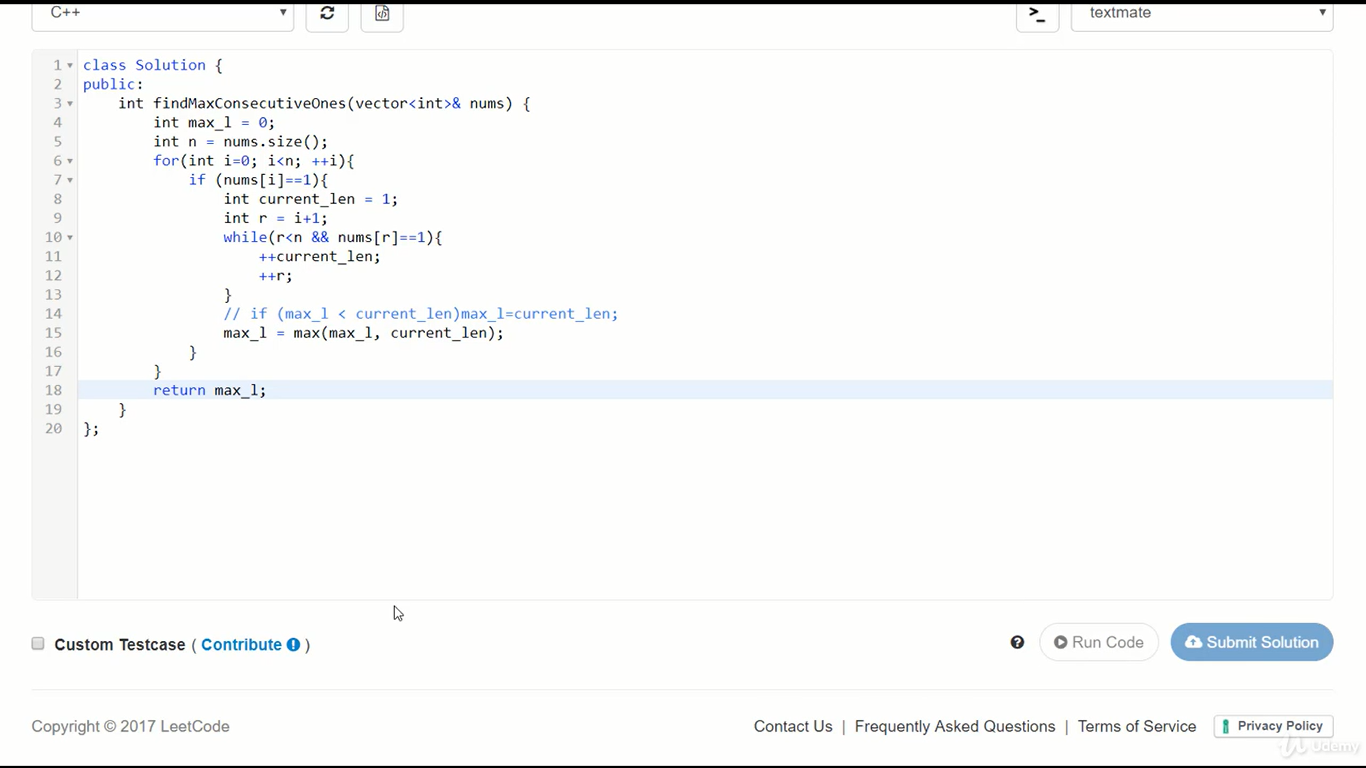 C++
>_
textmate
1 class Solution {
2 public:
3     int findMaxConsecutiveOnes(vector<int>& nums) {
4         int max_l = 0;
5         int n = nums.size();
6         for(int i=0; i<n; ++i){
7             if (nums[i]==1){
8                 int current_len = 1;
9                 int r = i+1;
10                 while(r<n && nums[r]==1){
11                     ++current_len;
12                     ++r;
13                 }
14                 // if (max_l < current_len)max_l=current_len;
15                 max_l = max(max_l, current_len);
16             }
17         }
18         return max_l;
19     }
20 };
Custom Testcase ( Contribute ! )
? Run Code Submit Solution
Copyright © 2017 LeetCode
Contact Us | Frequently Asked Questions | Terms of Service Privacy Policy
Udemy